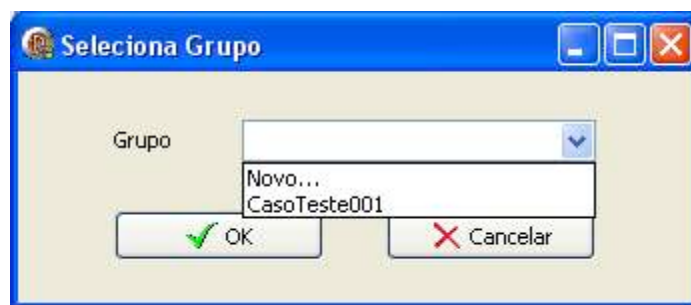 Seleciona Grupo
Grupo
Novo...
CasoTeste001
OK
Cancelar